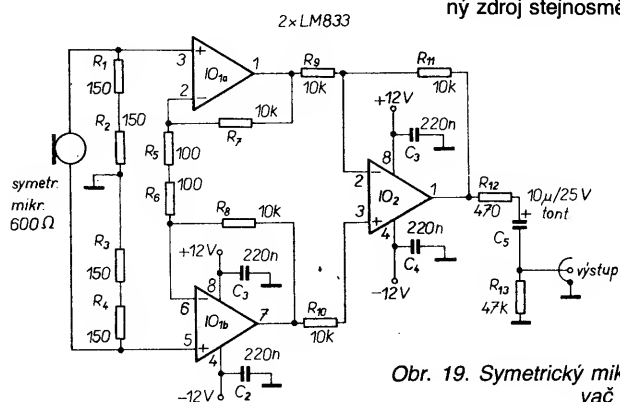 ný zdroj stejnosmě
2×LM833
R1
150
R2
150
R3
150
R4
150
symetr.
mikr.
600Ω
3
+
2
−
IO1a
1
R5
100
R6
100
R7
10k
R8
10k
R9
10k
R11
10k
+12V
220n
C3
8
2
−
3
+
IO2
1
4
220n
C4
−12V
R12
470
10μ/25V
tant
+
C5
výstup
R13
47k
+12V
220n
C3
8
6
−
5
+
IO1b
7
4
220n
C2
−12V
R10
10k
Obr. 19. Symetrický mik
vač